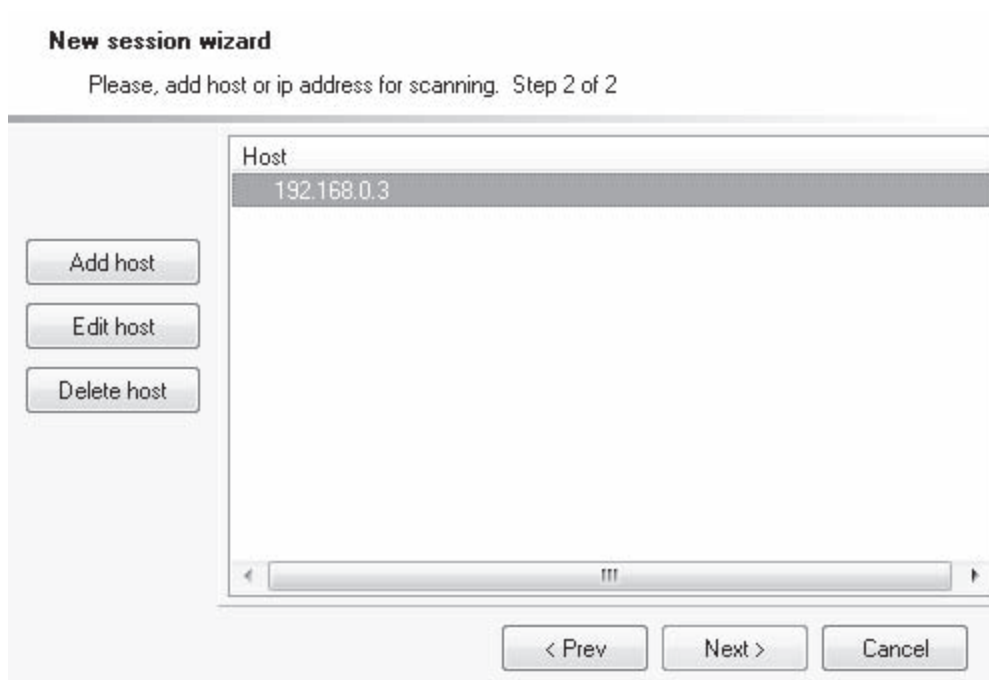 New session wizard
Please, add host or ip address for scanning. Step 2 of 2
Host
192.168.0.3
Add host
Edit host
Delete host
< Prev
Next >
Cancel